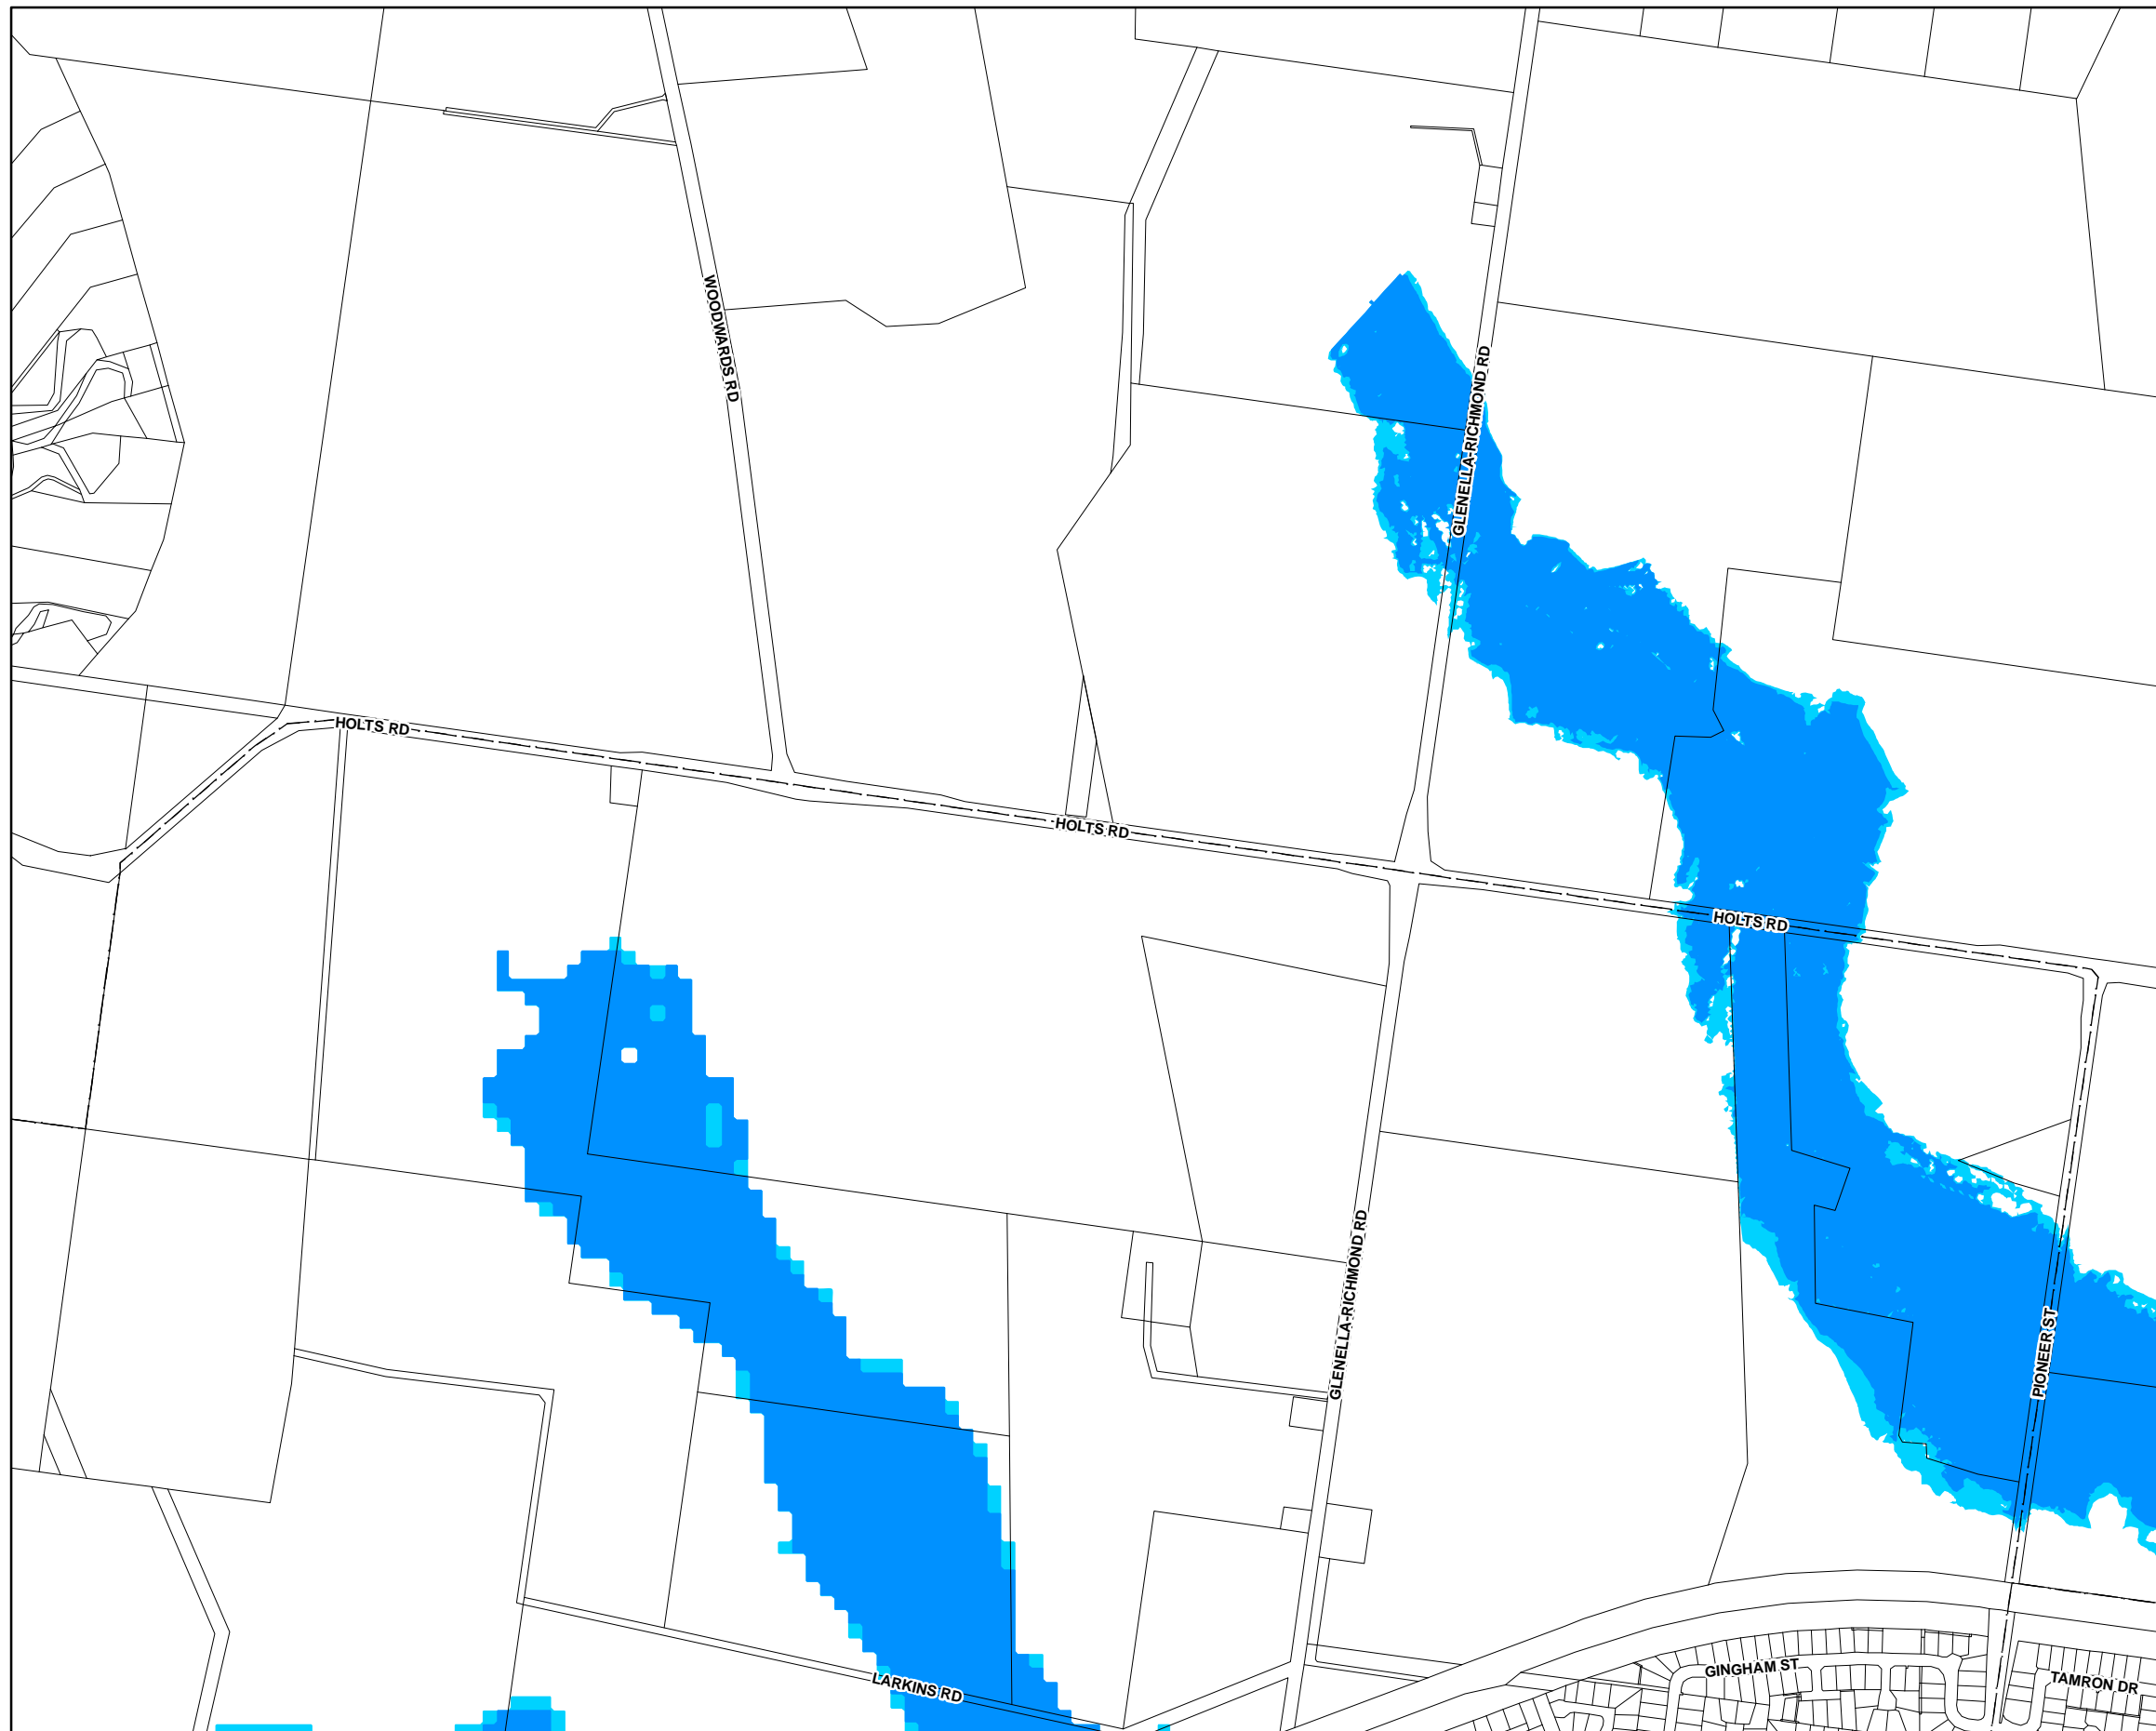 WOODWARDS RD
GLENELLA-RICHMOND RD
HOLTS RD
HOLTS RD
HOLTS RD
GLENELLA-RICHMOND RD
PIONEER ST
LARKINS RD
GINGHAM ST
TAMRON DR